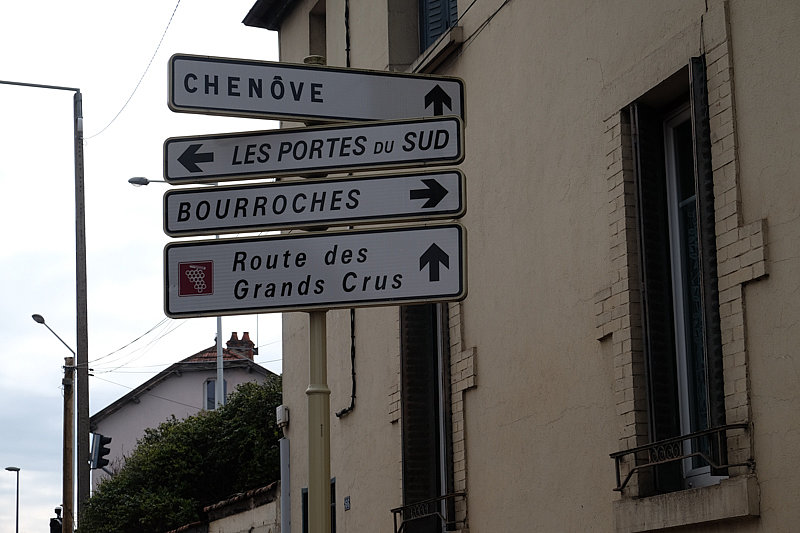 CHENÔVE
LES PORTES DU SUD
BOURROCHES
Route des
Grands Crus